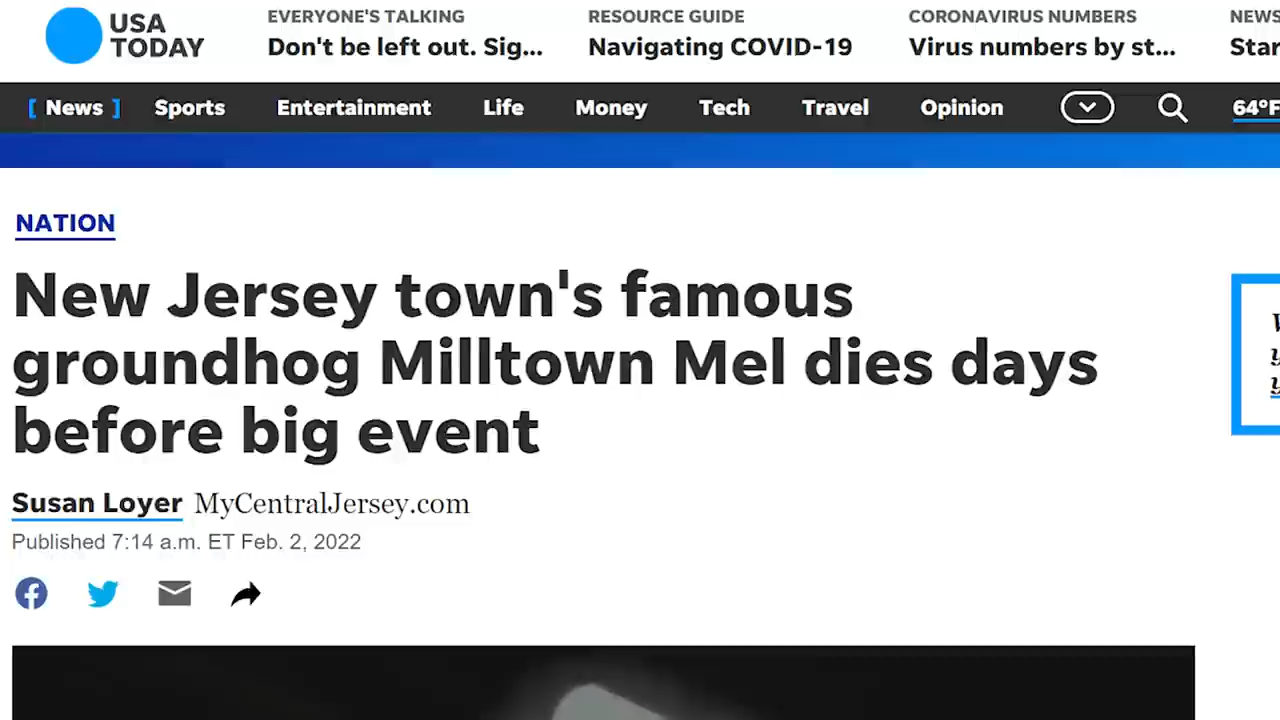 USA
TODAY
EVERYONE'S TALKING
Don't be left out. Sig...
RESOURCE GUIDE
Navigating COVID-19
CORONAVIRUS NUMBERS
Virus numbers by st...
NEWS
Star
[ News ] Sports Entertainment Life Money Tech Travel Opinion 64°F
NATION
New Jersey town's famous
groundhog Milltown Mel dies days
before big event
Susan Loyer MyCentralJersey.com
Published 7:14 a.m. ET Feb. 2, 2022